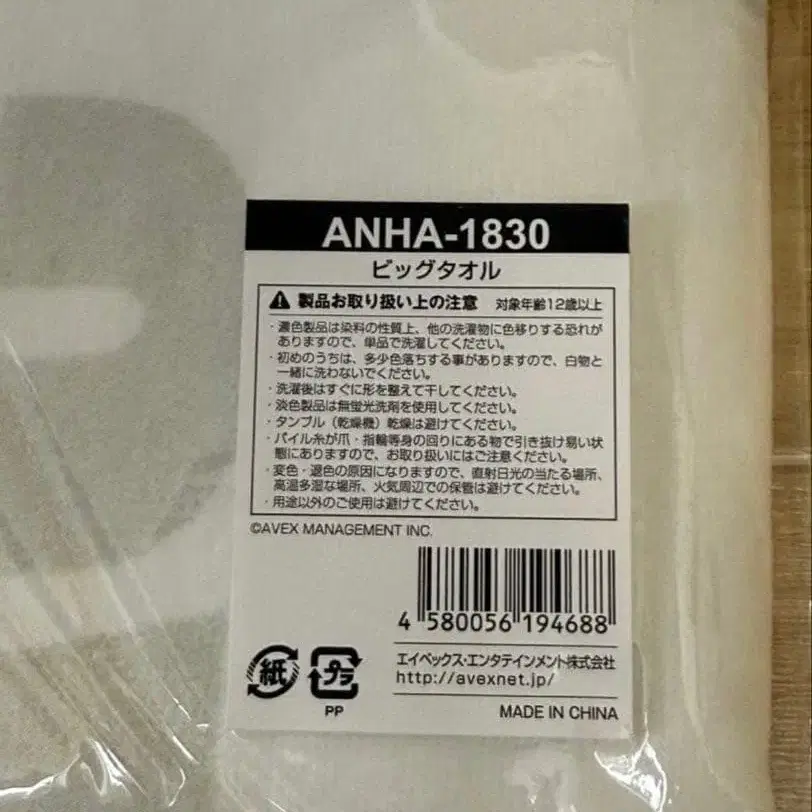 ANHA-1830
ビッグタオル
製品お取り扱い上の注意 対象年齢12歳以上
・濃色製品は染料の性質上、他の洗濯物に色移りする恐れが
ありますので、単品で洗濯してください。
・初めのうちは、多少色落ちする事がありますので、白物と
一緒に洗わないでください。
・洗濯後はすぐに形を整えて干してください。
・淡色製品は無蛍光洗剤を使用してください。
・タンブル（乾燥機）乾燥は避けてください。
・パイル糸が爪・指輪等身の回りにある物で引き抜け易い状
態にありますので、お取り扱いにはご注意ください。
・変色・退色の原因になりますので、直射日光の当たる場所、
高温多湿な場所、火気周辺での保管は避けてください。
・用途以外のご使用は避けてください。
©AVEX MANAGEMENT INC.
4 580056 194688
紙 プラ
PP
エイベックス・エンタテインメント株式会社
http://avexnet.jp/
MADE IN CHINA